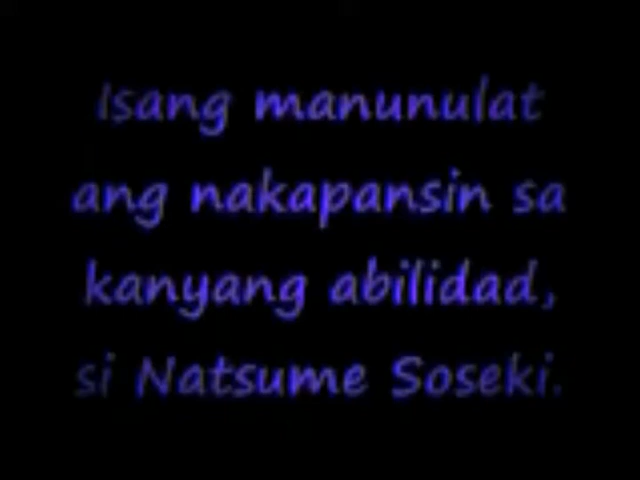 Isang manunulat
ang nakapansin sa
kanyang abilidad,
si Natsume Soseki.